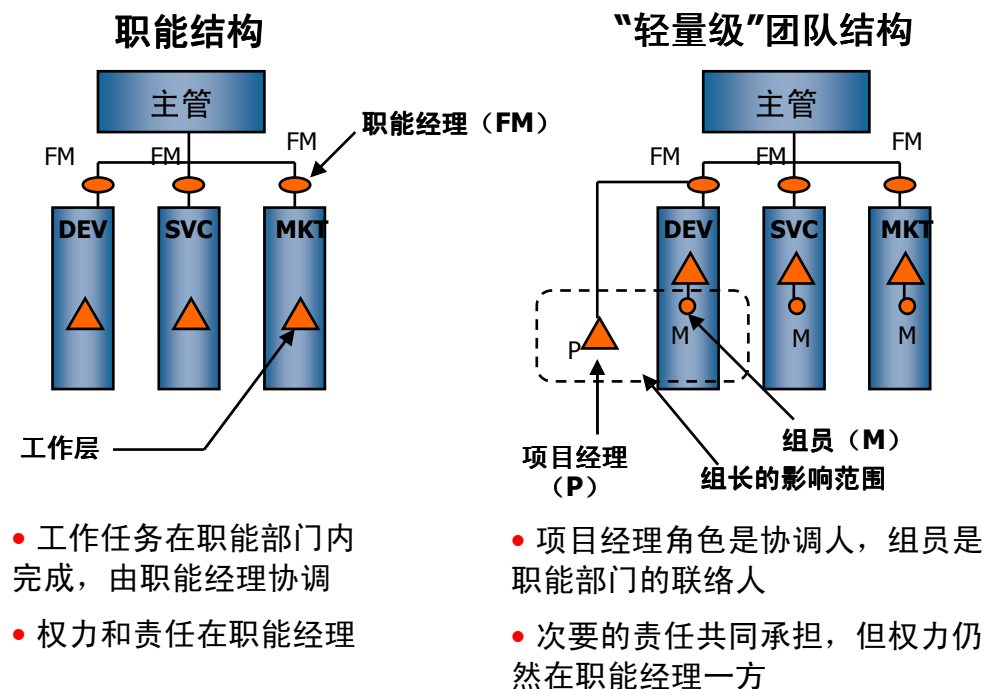 职能结构
主管
职能经理（FM）
FM
FM
FM
DEV
SVC
MKT
工作层
• 工作任务在职能部门内
完成，由职能经理协调
• 权力和责任在职能经理
“轻量级”团队结构
主管
FM
FM
FM
DEV
SVC
MKT
P
M
M
M
项目经理
（P）
组员（M）
组长的影响范围
• 项目经理角色是协调人，组员是
职能部门的联络人
• 次要的责任共同承担，但权力仍
然在职能经理一方